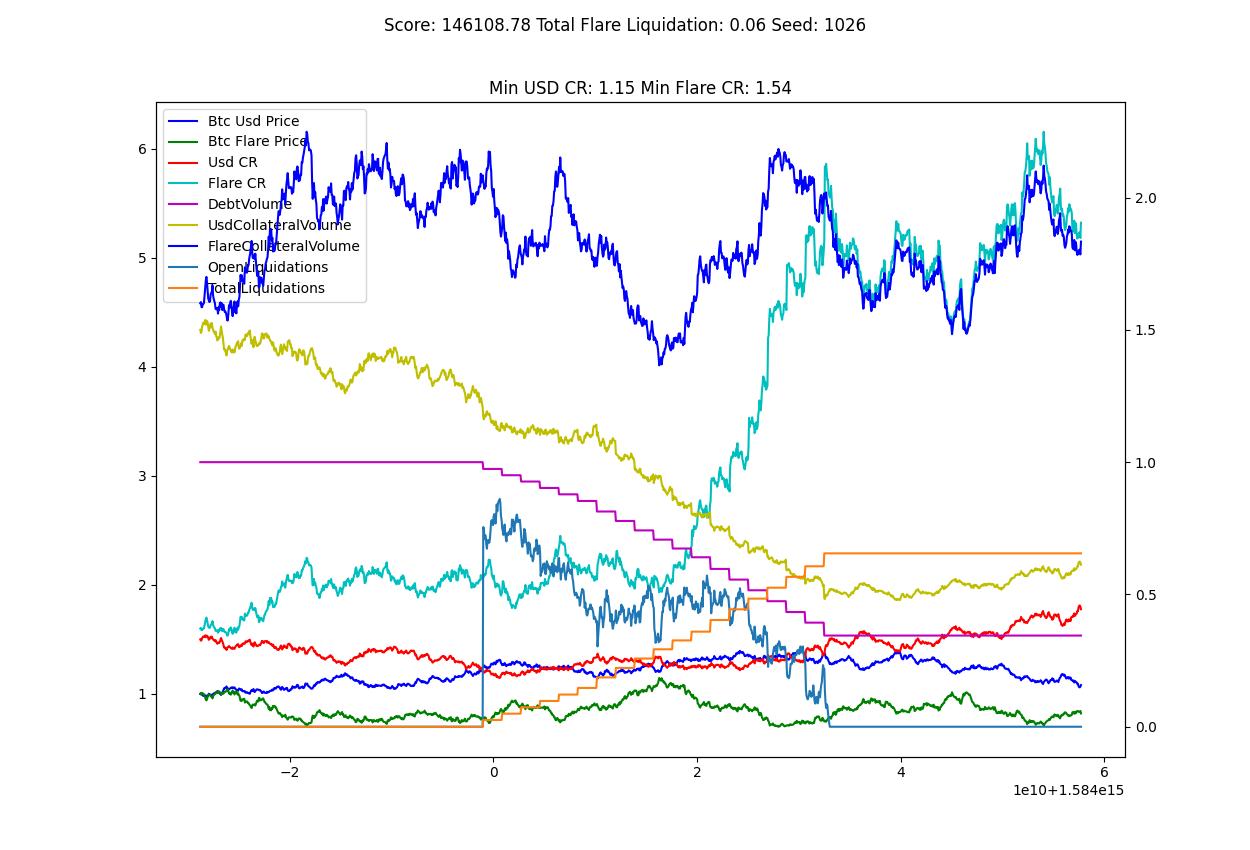 Score: 146108.78 Total Flare Liquidation: 0.06 Seed: 1026
Min USD CR: 1.15 Min Flare CR: 1.54
Btc Usd Price
Btc Flare Price
Usd CR
Flare CR
DebtVolume
UsdCollateralVolume
FlareCollateralVolume
OpenLiquidations
TotalLiquidations
6
5
4
3
2
1
2.0
1.5
1.0
0.5
0.0
−2
0
2
4
6
1e10+1.584e15